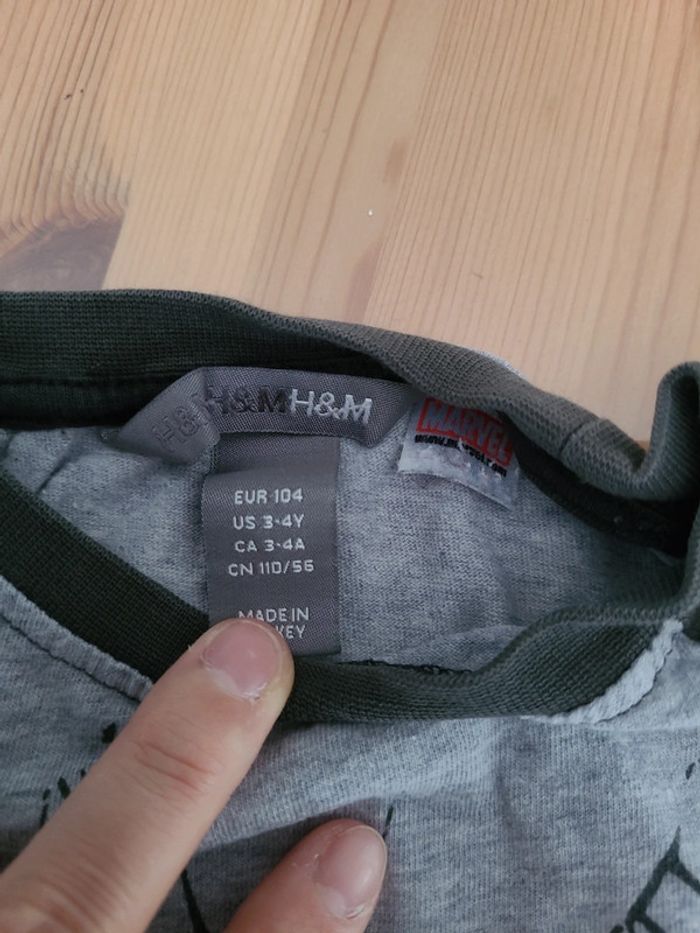 H&M H&M H&M
MARVEL
EUR 104
US 3-4Y
CA 3-4A
CN 110/56
MADE IN